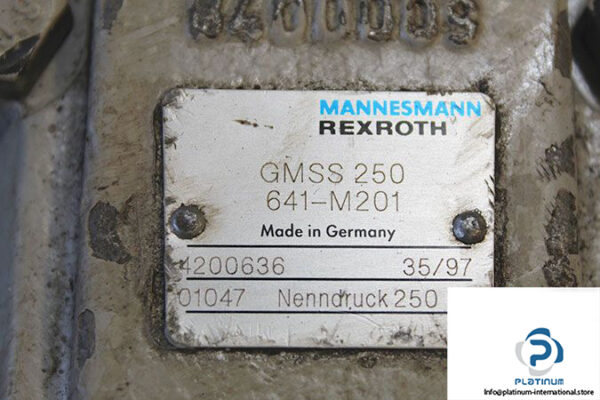 MANNESMANN
REXROTH
GMSS 250
641-M201
Made in Germany
4200636 35/97
01047 Nenndruck 250
PLATINUM
Info@platinum-international.store